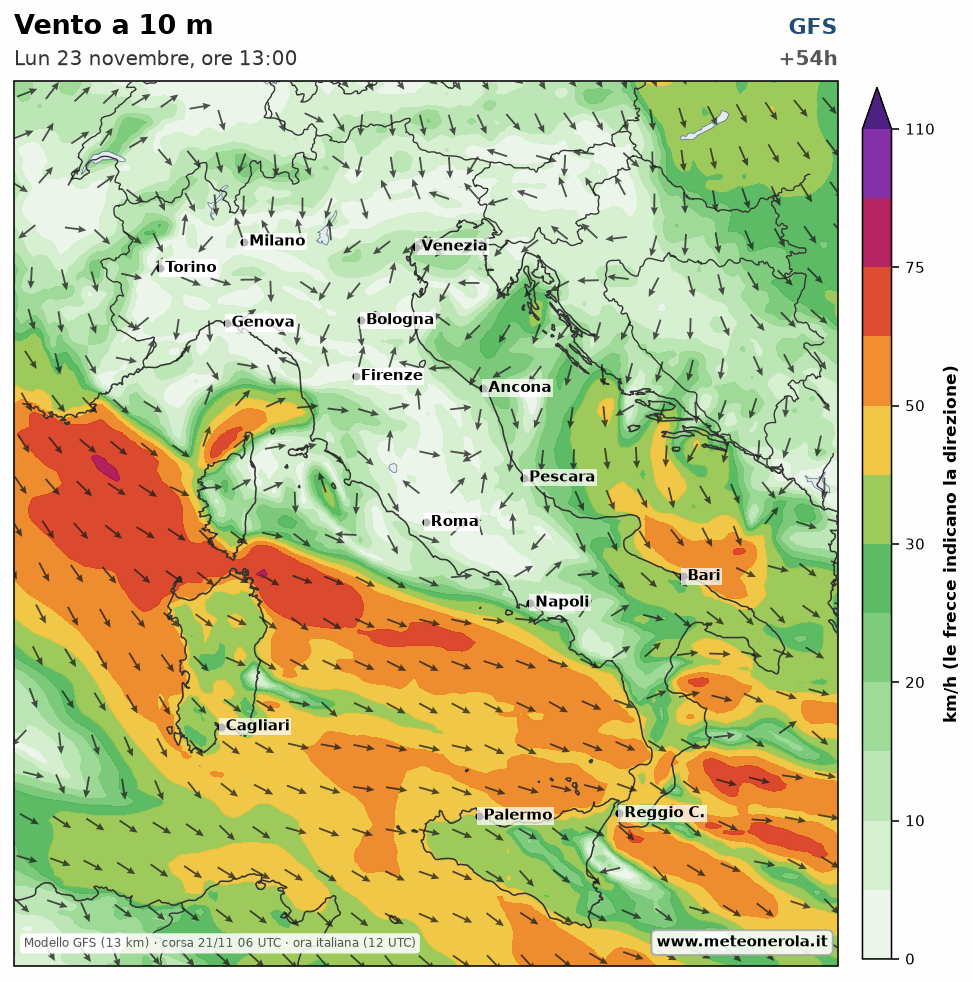 Vento a 10 m
GFS
Lun 23 novembre, ore 13:00
+54h
Milano
Venezia
Torino
Genova
Bologna
Firenze
Ancona
Pescara
Roma
Bari
Napoli
Cagliari
Palermo
Reggio C.
Modello GFS (13 km) · corsa 21/11 06 UTC · ora italiana (12 UTC)
www.meteonerola.it
110
75
50
30
20
10
0
km/h (le frecce indicano la direzione)